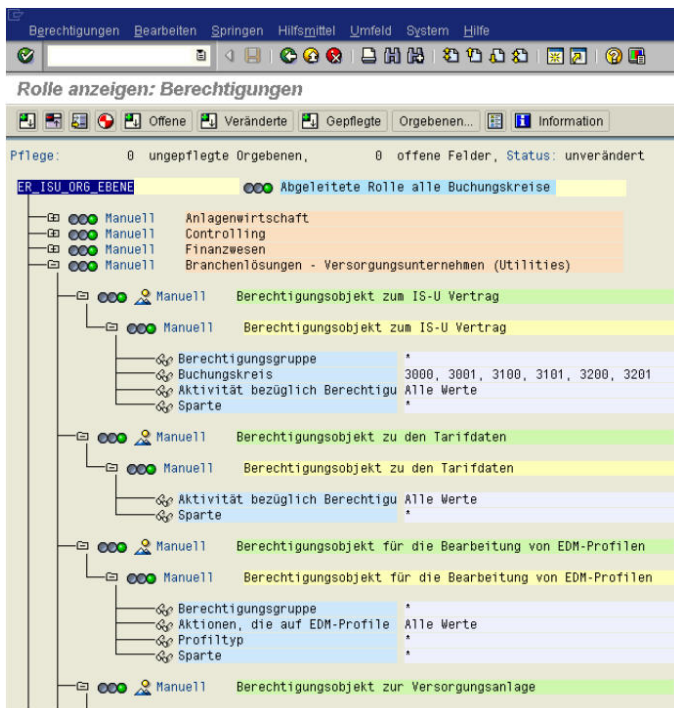 Berechtigungen Bearbeiten Springen Hilfsmittel Umfeld System Hilfe
Rolle anzeigen: Berechtigungen
Offene Veränderte Gepflegte Orgebenen... Information
Pflege: 0 ungepflegte Orgebenen, 0 offene Felder, Status: unverändert
ER_ISU_ORG_EBENE Abgeleitete Rolle alle Buchungskreise
Manuell Anlagenwirtschaft
Manuell Controlling
Manuell Finanzwesen
Manuell Branchenlösungen - Versorgungsunternehmen (Utilities)
Manuell Berechtigungsobjekt zum IS-U Vertrag
Manuell Berechtigungsobjekt zum IS-U Vertrag
Berechtigungsgruppe *
Buchungskreis 3000, 3001, 3100, 3101, 3200, 3201
Aktivität bezüglich Berechtigu Alle Werte
Sparte *
Manuell Berechtigungsobjekt zu den Tarifdaten
Manuell Berechtigungsobjekt zu den Tarifdaten
Aktivität bezüglich Berechtigu Alle Werte
Sparte *
Manuell Berechtigungsobjekt für die Bearbeitung von EDM-Profilen
Manuell Berechtigungsobjekt für die Bearbeitung von EDM-Profilen
Berechtigungsgruppe *
Aktionen, die auf EDM-Profile Alle Werte
Profiltyp *
Sparte *
Manuell Berechtigungsobjekt zur Versorgungsanlage